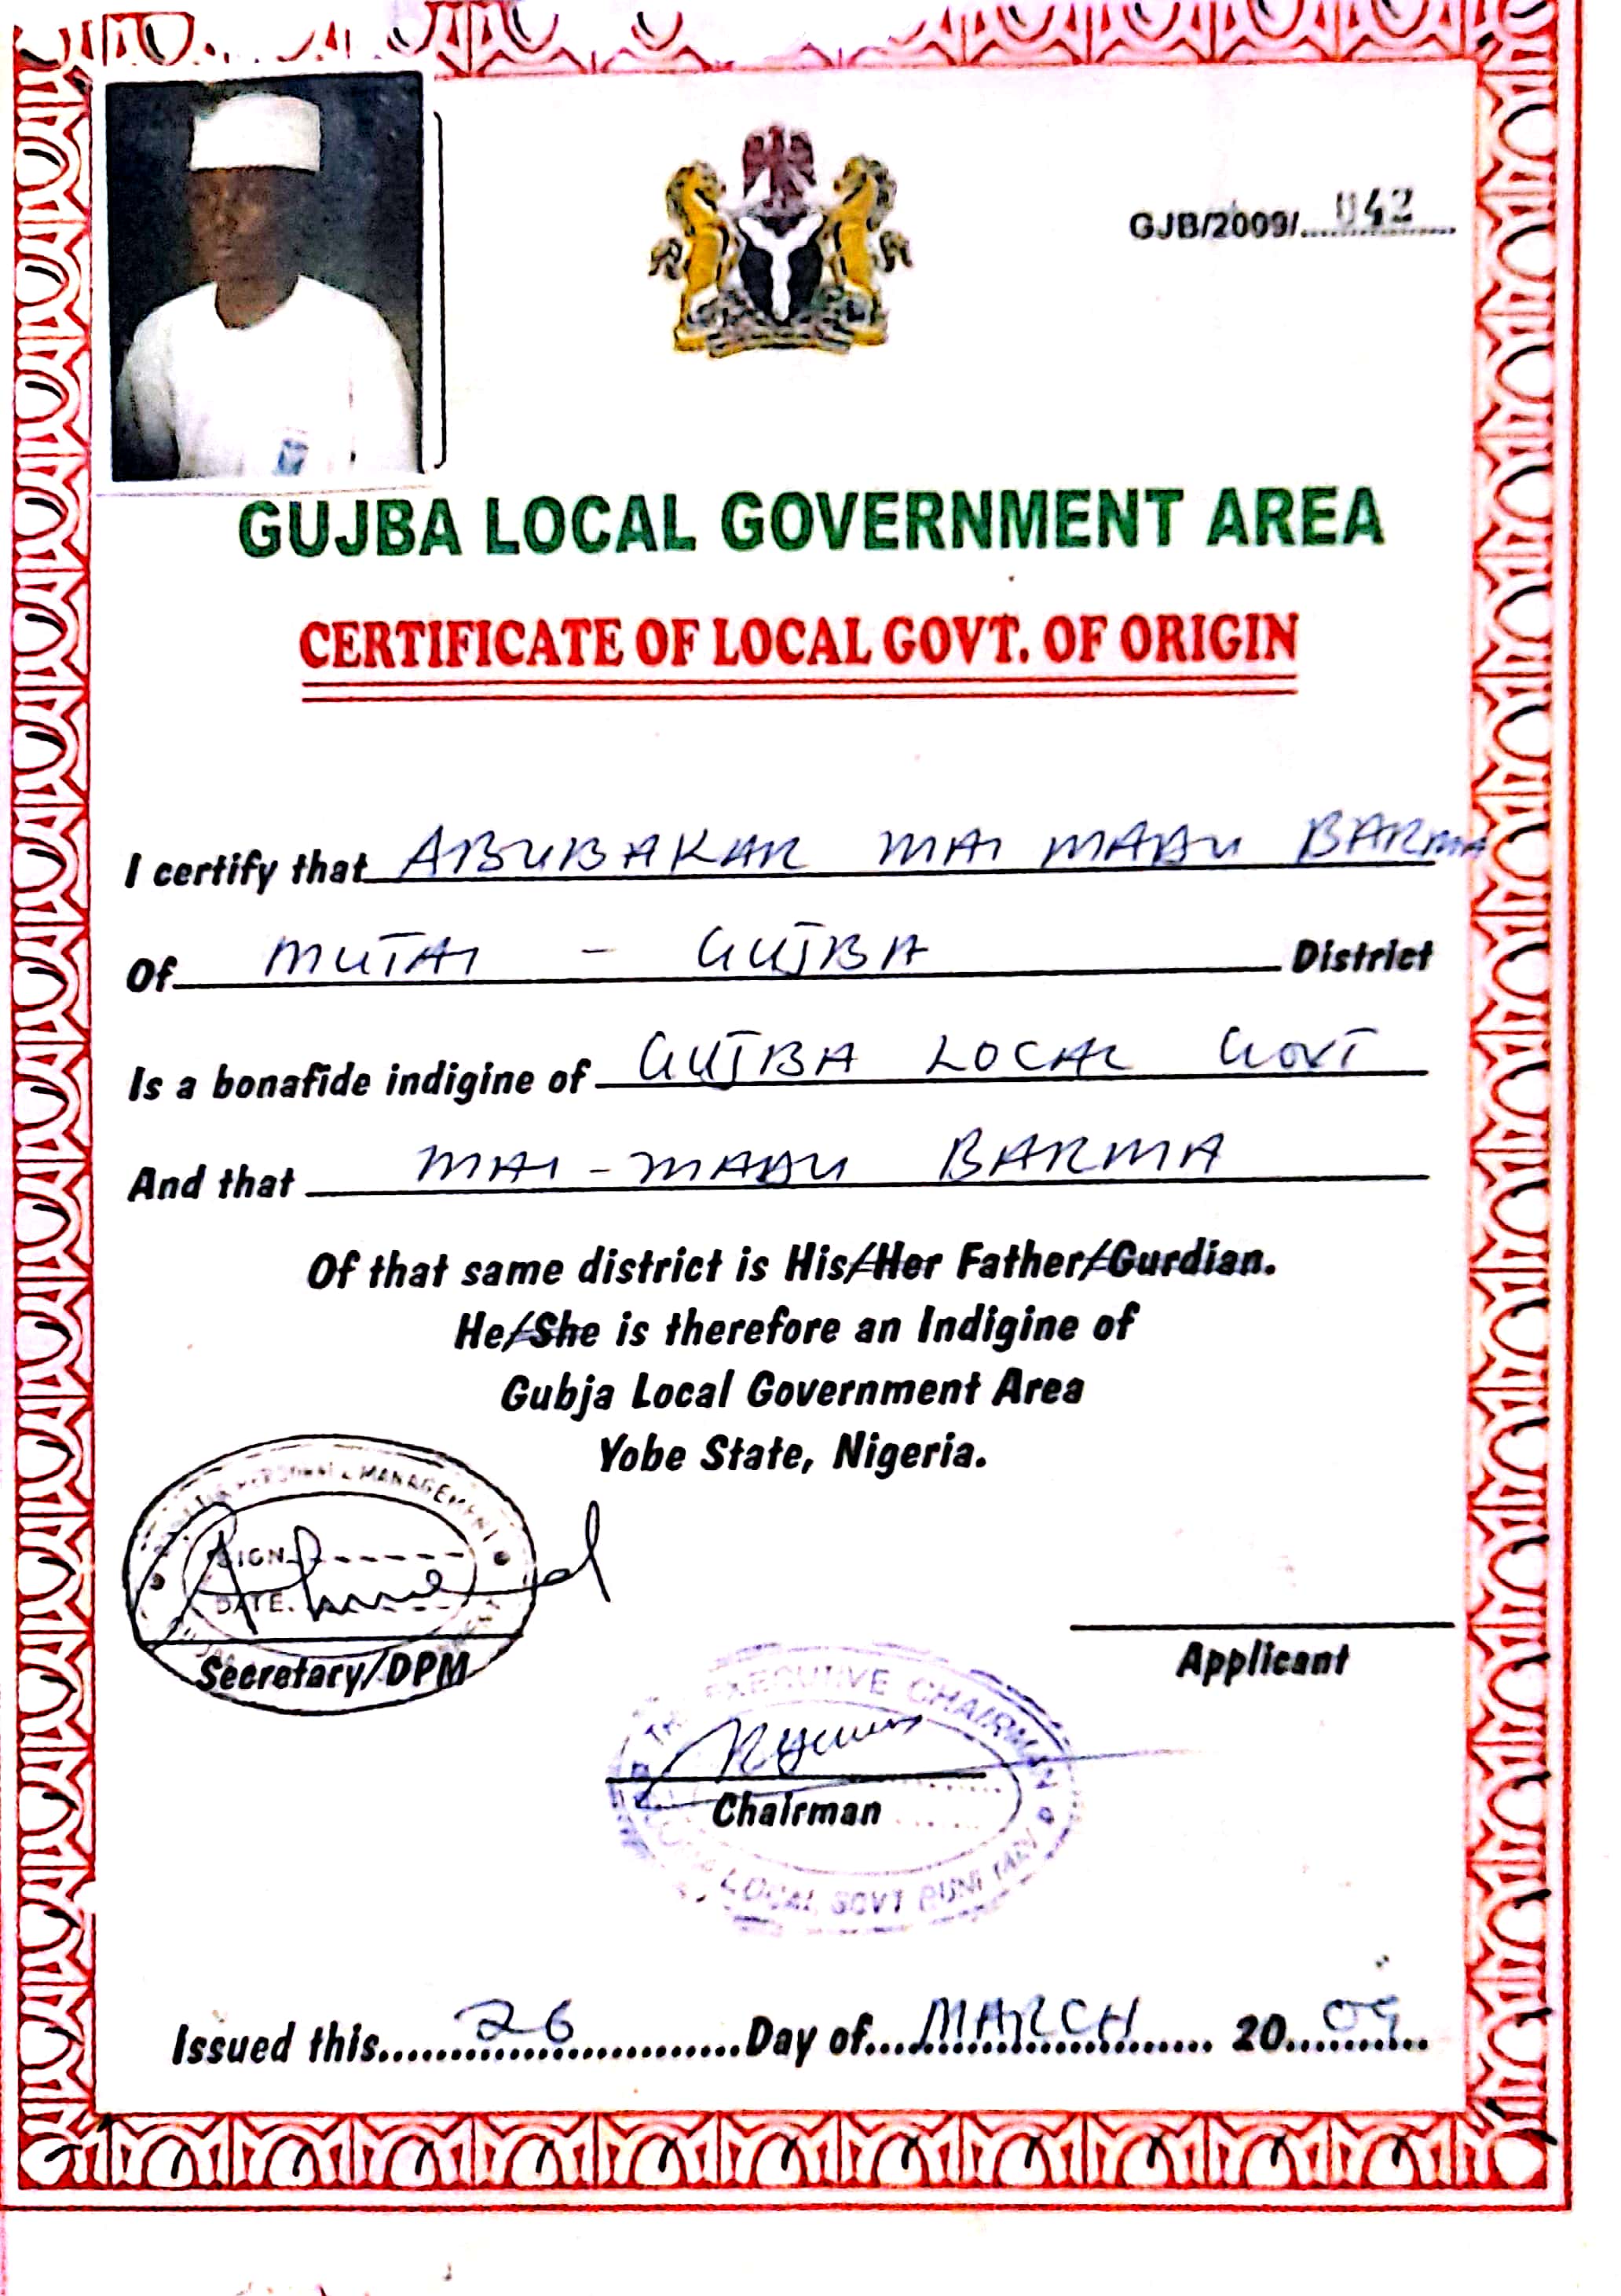 GJB/2009/....042....
GUJBA LOCAL GOVERNMENT AREA
CERTIFICATE OF LOCAL GOVT. OF ORIGIN
I certify that ABUBAKAR MAI MADU BARMA
Of MUTAI - GUJBA District
Is a bonafide indigine of GUJBA LOCAL GOVT
And that MAI-MADU BARMA
Of that same district is His/Her Father/Gurdian.
He/She is therefore an Indigine of
Gubja Local Government Area
Yobe State, Nigeria.
PERSONNEL MANAGEMENT
SIGN
DATE.
Secretary/DPM
Applicant
THE EXECUTIVE CHAIRMAN
Chairman
LOCAL GOVT
Issued this......26......Day of......MARCH...... 20...09...